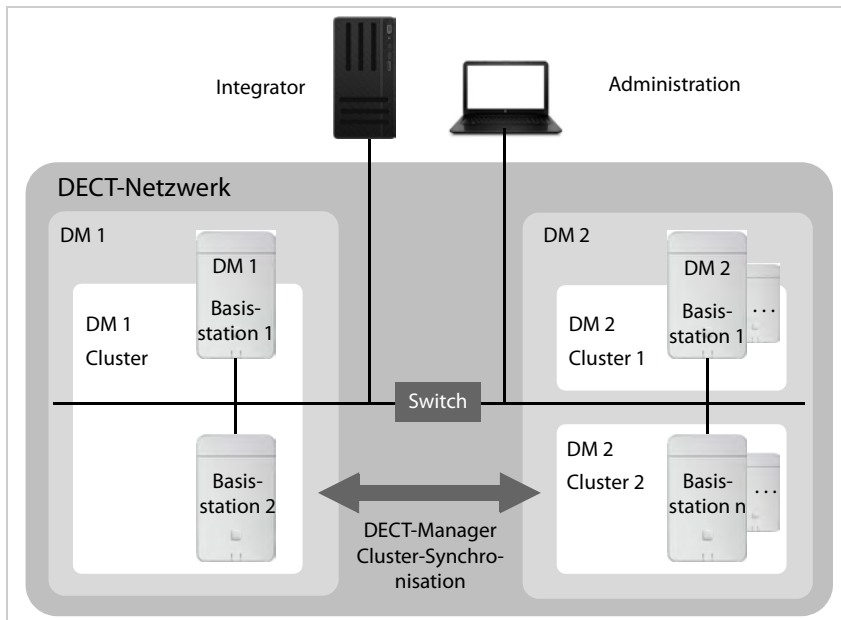 Integrator
Administration
DECT-Netzwerk
DM 1
DM 1
Basis-
station 1
DM 1
Cluster
Basis-
station 2
Switch
DECT-Manager
Cluster-Synchro-
nisation
DM 2
DM 2
Basis-
station 1
...
DM 2
Cluster 1
DM 2
Cluster 2
Basis-
station n
...